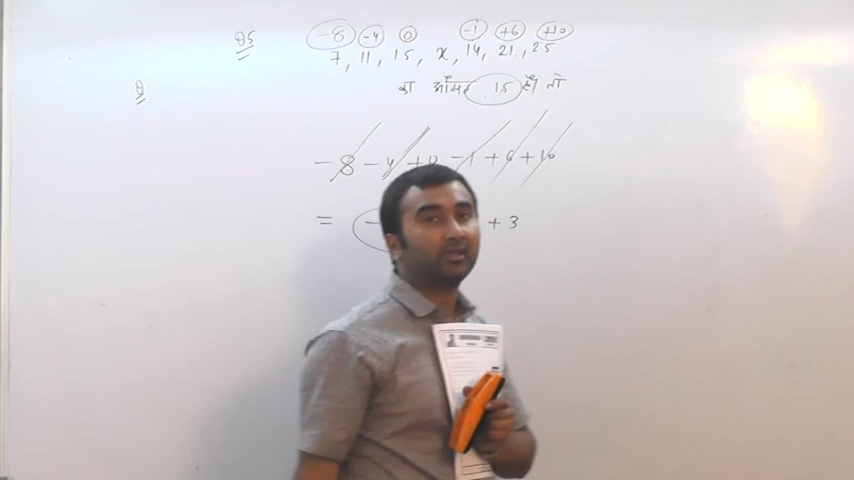 Q5 -8 -4 0 -1 +6 +10
7, 11, 15, x, 14, 21, 25
Q का औसत 15 है। तो
-8 -4 +0 -1 +6 +10
= - +3